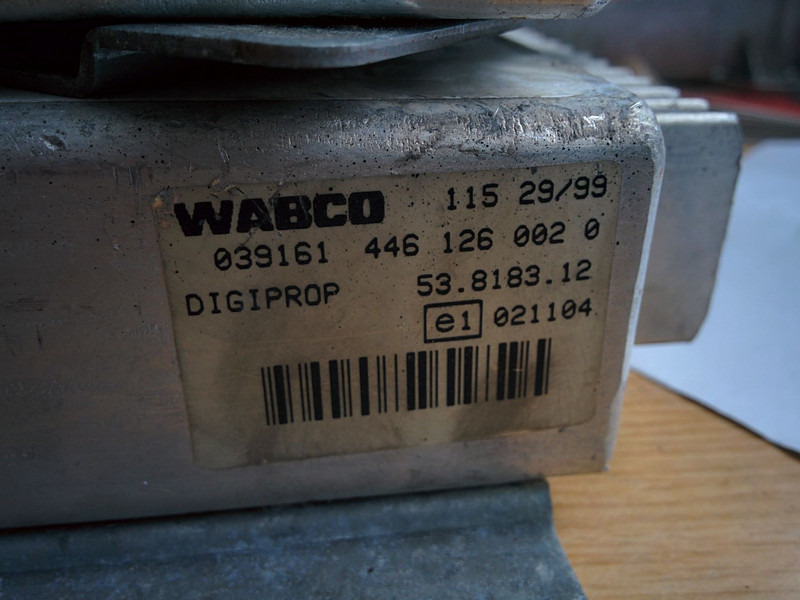 WABCO 115 29/99
039161 446 126 002 0
DIGIPROP 53.8183.12
e1 021104